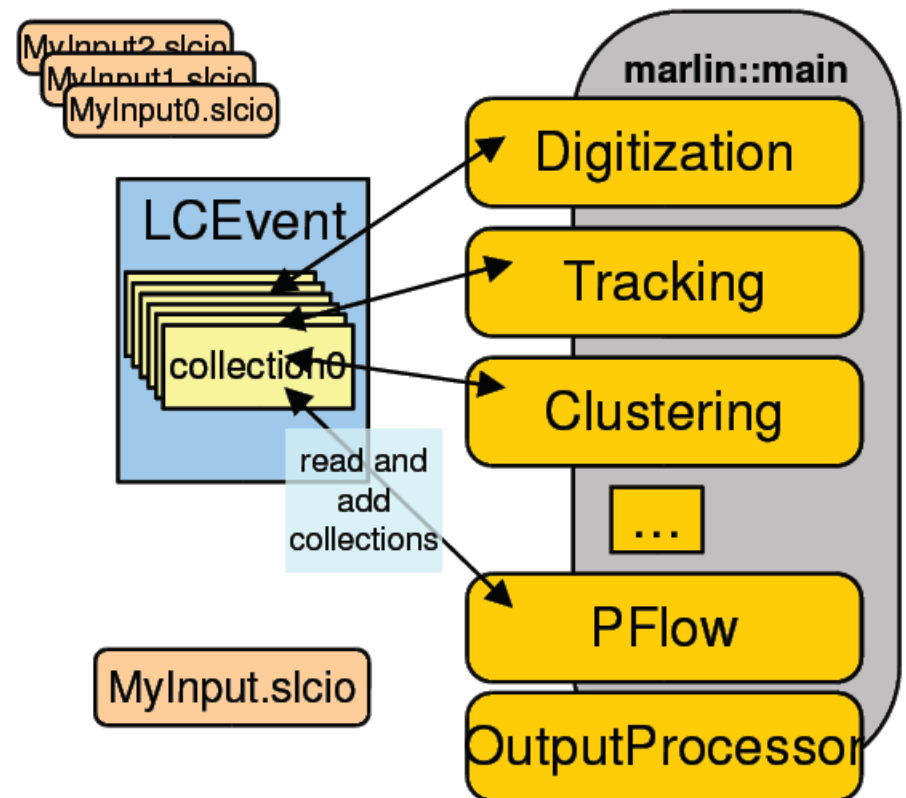 MyInput2.slcio
MyInput1.slcio
MyInput0.slcio
LCEvent
collection0
read and
add
collections
MyInput.slcio
marlin::main
Digitization
Tracking
Clustering
...
PFlow
OutputProcessor